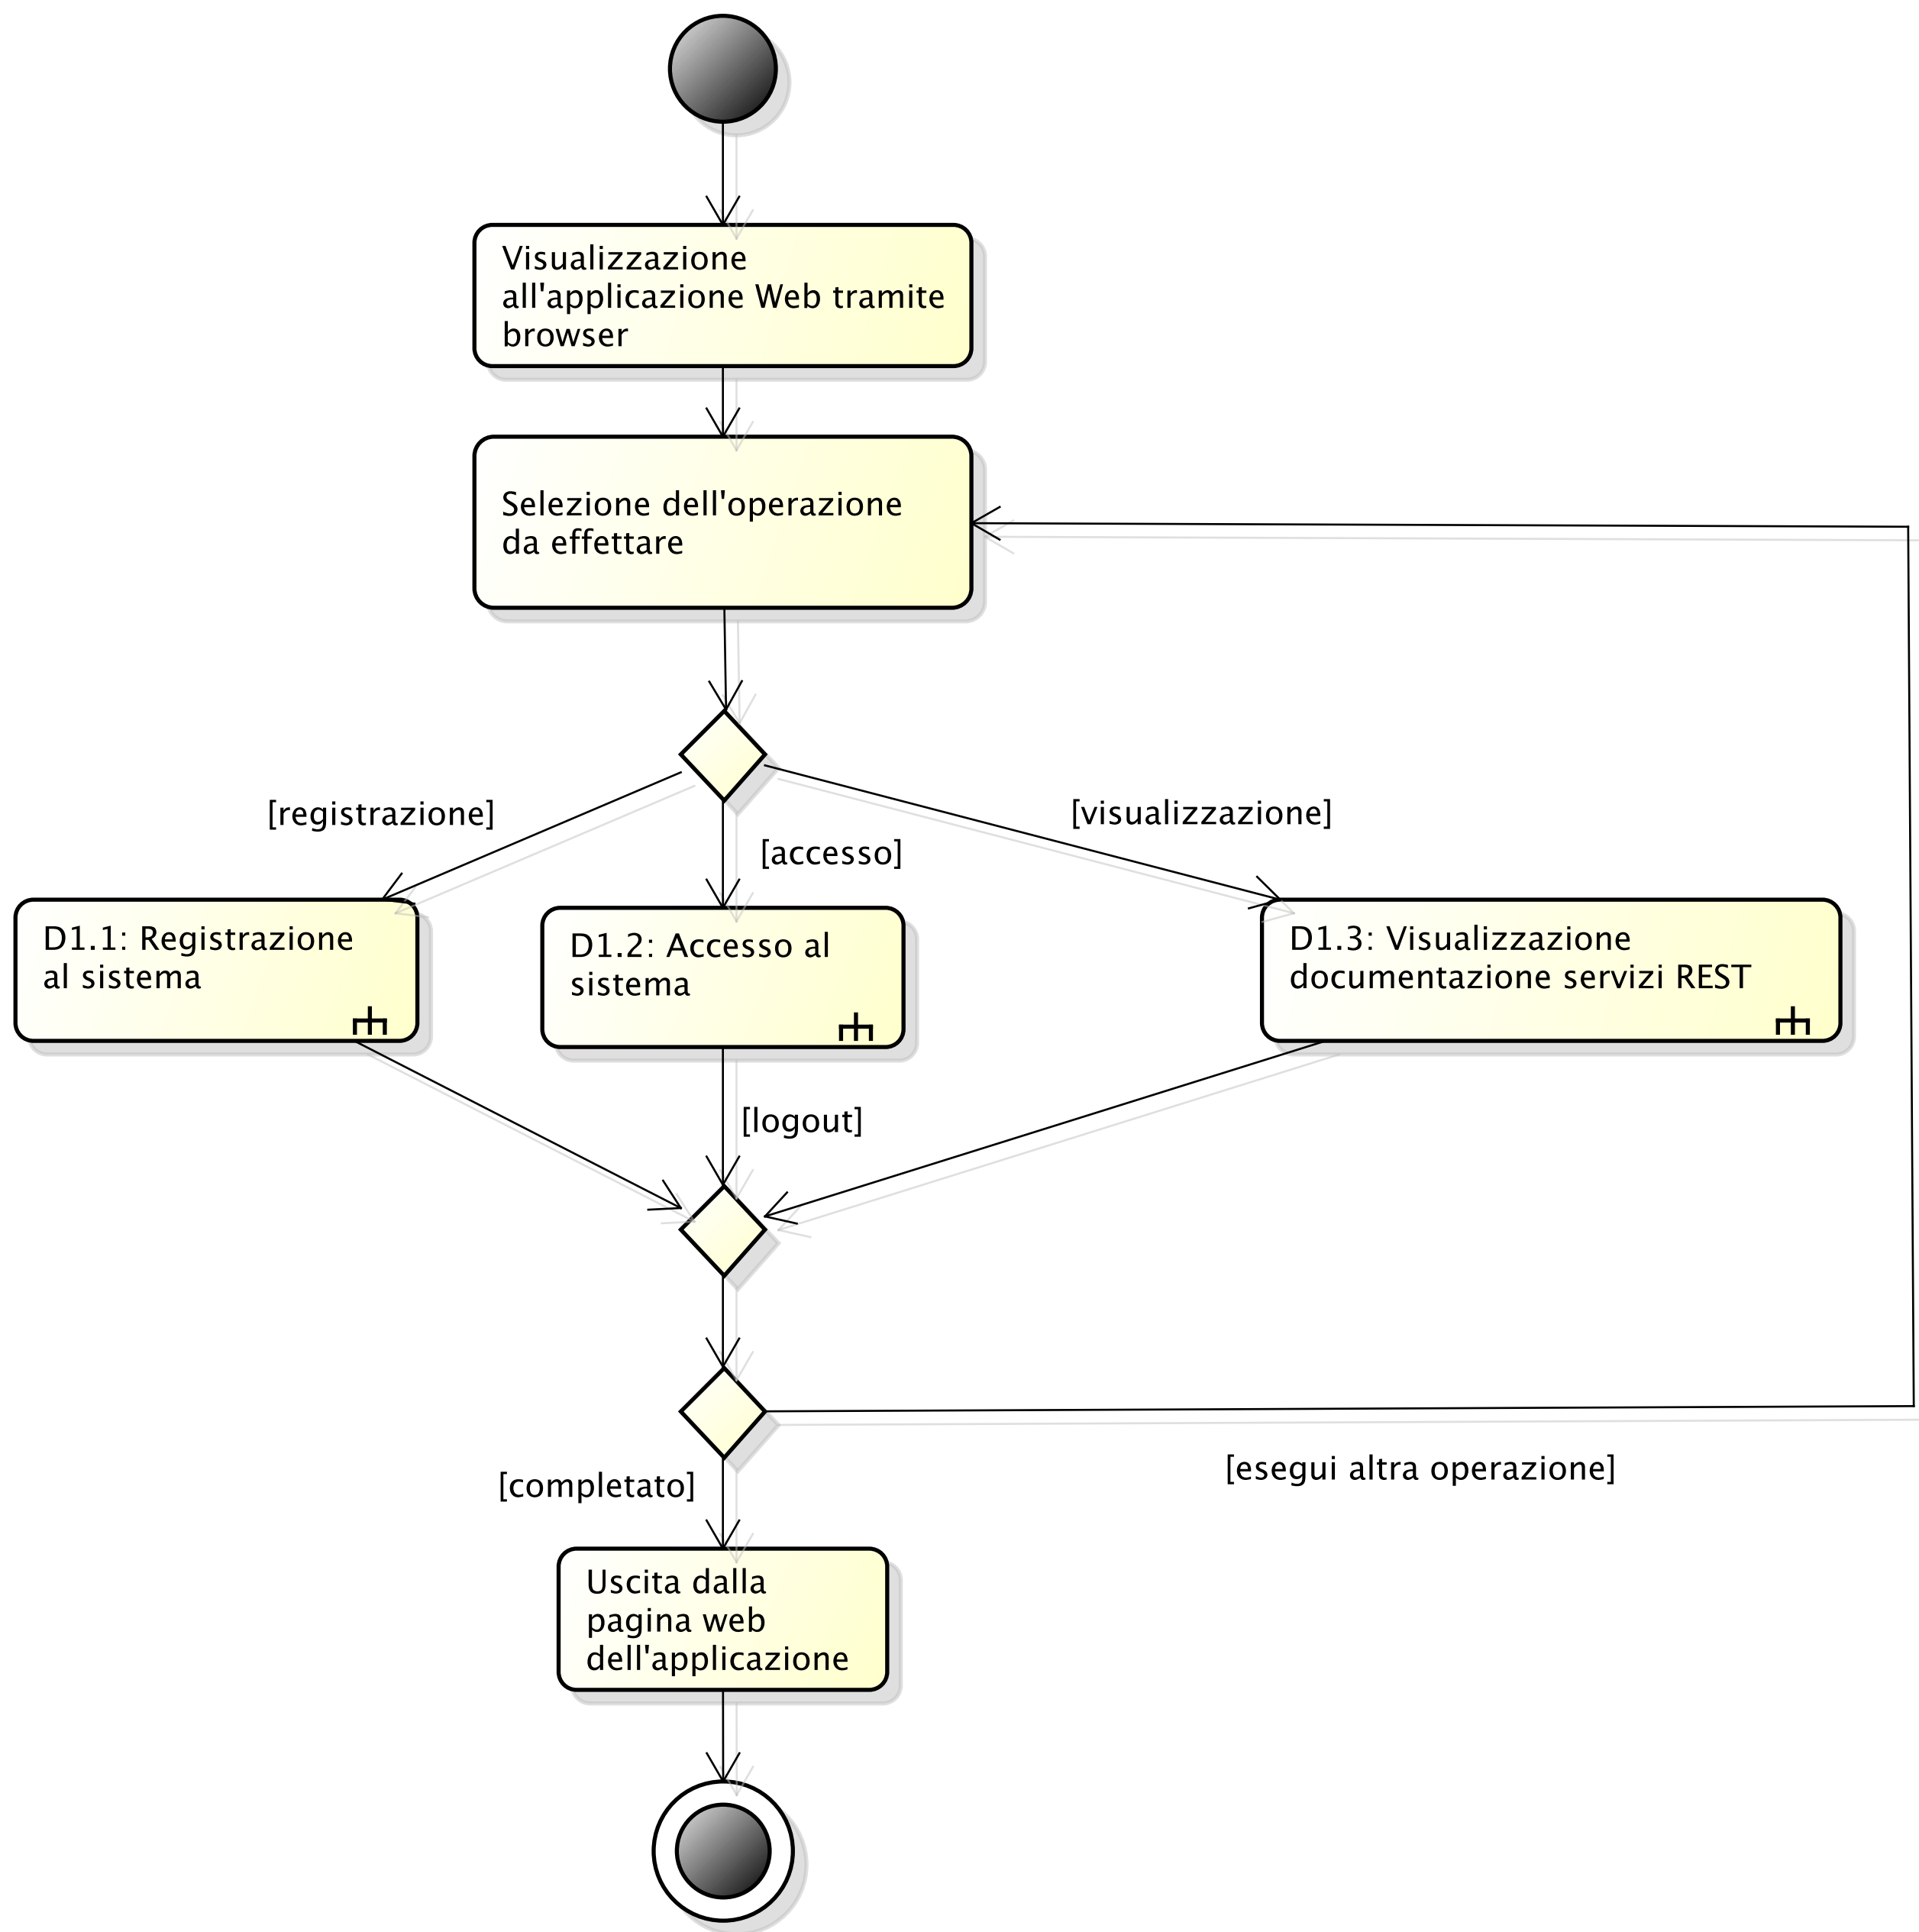 Visualizzazione
all'applicazione Web tramite
browser
Selezione dell'operazione
da effettare
[registrazione]
[accesso]
[visualizzazione]
D1.1: Registrazione
al sistema
D1.2: Accesso al
sistema
D1.3: Visualizzazione
documentazione servizi REST
[logout]
[completato]
[esegui altra operazione]
Uscita dalla
pagina web
dell'applicazione